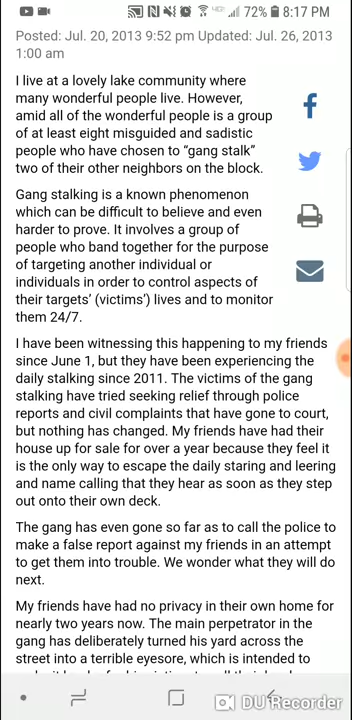 72% 8:17 PM
Posted: Jul. 20, 2013 9:52 pm Updated: Jul. 26, 2013
1:00 am
I live at a lovely lake community where
many wonderful people live. However,
amid all of the wonderful people is a group
of at least eight misguided and sadistic
people who have chosen to “gang stalk”
two of their other neighbors on the block.
Gang stalking is a known phenomenon
which can be difficult to believe and even
harder to prove. It involves a group of
people who band together for the purpose
of targeting another individual or
individuals in order to control aspects of
their targets’ (victims’) lives and to monitor
them 24/7.
I have been witnessing this happening to my friends
since June 1, but they have been experiencing the
daily stalking since 2011. The victims of the gang
stalking have tried seeking relief through police
reports and civil complaints that have gone to court,
but nothing has changed. My friends have had their
house up for sale for over a year because they feel it
is the only way to escape the daily staring and leering
and name calling that they hear as soon as they step
out onto their own deck.
The gang has even gone so far as to call the police to
make a false report against my friends in an attempt
to get them into trouble. We wonder what they will do
next.
My friends have had no privacy in their own home for
nearly two years now. The main perpetrator in the
gang has deliberately turned his yard across the
street into a terrible eyesore, which is intended to
DU Recorder